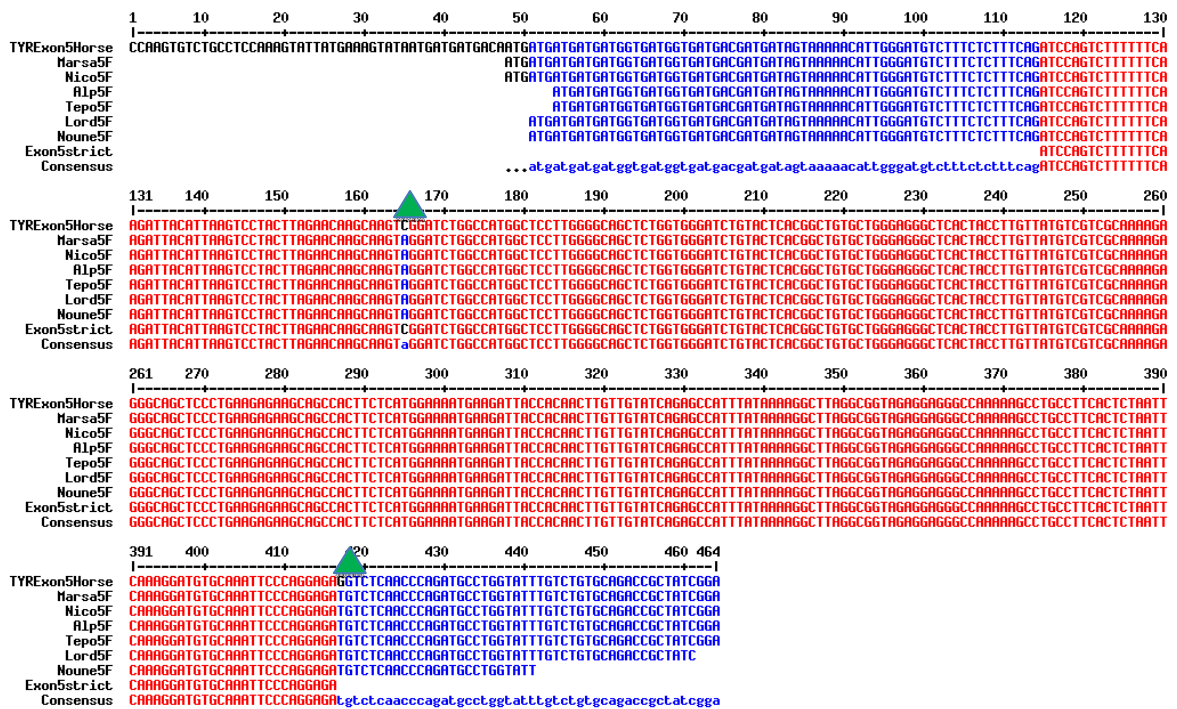 1 10 20 30 40 50 60 70 80 90 100 110 120 130
TYRExon5Horse CCAAGTGTCTGCCTCCAAAGTATTATGAAAGTATAATGATGATGACAATGATGATGATGATGGTGATGGTGATGACGATGATAGTAAAAACATTGGGATGTCTTTCTCTTTCAGATCCAGTCTTTTTTCA
Marsa5F ATGATGATGATGATGGTGATGGTGATGACGATGATAGTAAAAACATTGGGATGTCTTTCTCTTTCAGATCCAGTCTTTTTTCA
Nico5F ATGATGATGATGATGGTGATGGTGATGACGATGATAGTAAAAACATTGGGATGTCTTTCTCTTTCAGATCCAGTCTTTTTTCA
Alp5F ATGATGATGGTGATGGTGATGACGATGATAGTAAAAACATTGGGATGTCTTTCTCTTTCAGATCCAGTCTTTTTTCA
Tepo5F ATGATGATGGTGATGGTGATGACGATGATAGTAAAAACATTGGGATGTCTTTCTCTTTCAGATCCAGTCTTTTTTCA
Lord5F ATGATGATGATGGTGATGGTGATGACGATGATAGTAAAAACATTGGGATGTCTTTCTCTTTCAGATCCAGTCTTTTTTCA
Noune5F ATGATGATGATGGTGATGGTGATGACGATGATAGTAAAAACATTGGGATGTCTTTCTCTTTCAGATCCAGTCTTTTTTCA
Exon5strict ATCCAGTCTTTTTTCA
Consensus ...atgatgatgatggtgatggtgatgacgatgatagtaaaaacattgggatgtctttctctttcagATCCAGTCTTTTTTCA
131 140 150 160 170 180 190 200 210 220 230 240 250 260
TYRExon5Horse AGATTACATTAAGTCCTACTTAGAACAAGCAAGTCGGATCTGGCCATGGCTCCTTGGGGCAGCTCTGGTGGGATCTGTACTCACGGCTGTGCTGGGAGGGCTCACTACCTTGTTATGTCGTCGCAAAAGA
Marsa5F AGATTACATTAAGTCCTACTTAGAACAAGCAAGTAGGATCTGGCCATGGCTCCTTGGGGCAGCTCTGGTGGGATCTGTACTCACGGCTGTGCTGGGAGGGCTCACTACCTTGTTATGTCGTCGCAAAAGA
Nico5F AGATTACATTAAGTCCTACTTAGAACAAGCAAGTAGGATCTGGCCATGGCTCCTTGGGGCAGCTCTGGTGGGATCTGTACTCACGGCTGTGCTGGGAGGGCTCACTACCTTGTTATGTCGTCGCAAAAGA
Alp5F AGATTACATTAAGTCCTACTTAGAACAAGCAAGTAGGATCTGGCCATGGCTCCTTGGGGCAGCTCTGGTGGGATCTGTACTCACGGCTGTGCTGGGAGGGCTCACTACCTTGTTATGTCGTCGCAAAAGA
Tepo5F AGATTACATTAAGTCCTACTTAGAACAAGCAAGTAGGATCTGGCCATGGCTCCTTGGGGCAGCTCTGGTGGGATCTGTACTCACGGCTGTGCTGGGAGGGCTCACTACCTTGTTATGTCGTCGCAAAAGA
Lord5F AGATTACATTAAGTCCTACTTAGAACAAGCAAGTAGGATCTGGCCATGGCTCCTTGGGGCAGCTCTGGTGGGATCTGTACTCACGGCTGTGCTGGGAGGGCTCACTACCTTGTTATGTCGTCGCAAAAGA
Noune5F AGATTACATTAAGTCCTACTTAGAACAAGCAAGTAGGATCTGGCCATGGCTCCTTGGGGCAGCTCTGGTGGGATCTGTACTCACGGCTGTGCTGGGAGGGCTCACTACCTTGTTATGTCGTCGCAAAAGA
Exon5strict AGATTACATTAAGTCCTACTTAGAACAAGCAAGTCGGATCTGGCCATGGCTCCTTGGGGCAGCTCTGGTGGGATCTGTACTCACGGCTGTGCTGGGAGGGCTCACTACCTTGTTATGTCGTCGCAAAAGA
Consensus AGATTACATTAAGTCCTACTTAGAACAAGCAAGTaGGATCTGGCCATGGCTCCTTGGGGCAGCTCTGGTGGGATCTGTACTCACGGCTGTGCTGGGAGGGCTCACTACCTTGTTATGTCGTCGCAAAAGA
261 270 280 290 300 310 320 330 340 350 360 370 380 390
TYRExon5Horse GGGCAGCTCCCTGAAGAGAAGCAGCCACTTCTCATGGAAAATGAAGATTACCACAACTTGTTGTATCAGAGCCATTTATAAAAGGCTTAGGCGGTAGAGGAGGGCCAAAAAGCCTGCCTTCACTCTAATT
Marsa5F GGGCAGCTCCCTGAAGAGAAGCAGCCACTTCTCATGGAAAATGAAGATTACCACAACTTGTTGTATCAGAGCCATTTATAAAAGGCTTAGGCGGTAGAGGAGGGCCAAAAAGCCTGCCTTCACTCTAATT
Nico5F GGGCAGCTCCCTGAAGAGAAGCAGCCACTTCTCATGGAAAATGAAGATTACCACAACTTGTTGTATCAGAGCCATTTATAAAAGGCTTAGGCGGTAGAGGAGGGCCAAAAAGCCTGCCTTCACTCTAATT
Alp5F GGGCAGCTCCCTGAAGAGAAGCAGCCACTTCTCATGGAAAATGAAGATTACCACAACTTGTTGTATCAGAGCCATTTATAAAAGGCTTAGGCGGTAGAGGAGGGCCAAAAAGCCTGCCTTCACTCTAATT
Tepo5F GGGCAGCTCCCTGAAGAGAAGCAGCCACTTCTCATGGAAAATGAAGATTACCACAACTTGTTGTATCAGAGCCATTTATAAAAGGCTTAGGCGGTAGAGGAGGGCCAAAAAGCCTGCCTTCACTCTAATT
Lord5F GGGCAGCTCCCTGAAGAGAAGCAGCCACTTCTCATGGAAAATGAAGATTACCACAACTTGTTGTATCAGAGCCATTTATAAAAGGCTTAGGCGGTAGAGGAGGGCCAAAAAGCCTGCCTTCACTCTAATT
Noune5F GGGCAGCTCCCTGAAGAGAAGCAGCCACTTCTCATGGAAAATGAAGATTACCACAACTTGTTGTATCAGAGCCATTTATAAAAGGCTTAGGCGGTAGAGGAGGGCCAAAAAGCCTGCCTTCACTCTAATT
Exon5strict GGGCAGCTCCCTGAAGAGAAGCAGCCACTTCTCATGGAAAATGAAGATTACCACAACTTGTTGTATCAGAGCCATTTATAAAAGGCTTAGGCGGTAGAGGAGGGCCAAAAAGCCTGCCTTCACTCTAATT
Consensus GGGCAGCTCCCTGAAGAGAAGCAGCCACTTCTCATGGAAAATGAAGATTACCACAACTTGTTGTATCAGAGCCATTTATAAAAGGCTTAGGCGGTAGAGGAGGGCCAAAAAGCCTGCCTTCACTCTAATT
391 400 410 420 430 440 450 460 464
TYRExon5Horse CAAAGGATGTGCAAATTCCCAGGAGAGGTCTCAACCCAGATGCCTGGTATTTGTCTGTGCAGACCGCTATCGGA
Marsa5F CAAAGGATGTGCAAATTCCCAGGAGATGTCTCAACCCAGATGCCTGGTATTTGTCTGTGCAGACCGCTATCGGA
Nico5F CAAAGGATGTGCAAATTCCCAGGAGATGTCTCAACCCAGATGCCTGGTATTTGTCTGTGCAGACCGCTATCGGA
Alp5F CAAAGGATGTGCAAATTCCCAGGAGATGTCTCAACCCAGATGCCTGGTATTTGTCTGTGCAGACCGCTATCGGA
Tepo5F CAAAGGATGTGCAAATTCCCAGGAGATGTCTCAACCCAGATGCCTGGTATTTGTCTGTGCAGACCGCTATCGGA
Lord5F CAAAGGATGTGCAAATTCCCAGGAGATGTCTCAACCCAGATGCCTGGTATTTGTCTGTGCAGACCGCTATC
Noune5F CAAAGGATGTGCAAATTCCCAGGAGATGTCTCAACCCAGATGCCTGGTATT
Exon5strict CAAAGGATGTGCAAATTCCCAGGAGA
Consensus CAAAGGATGTGCAAATTCCCAGGAGAtgtctcaacccagatgcctggtatttgtctgtgcagaccgctatcgga